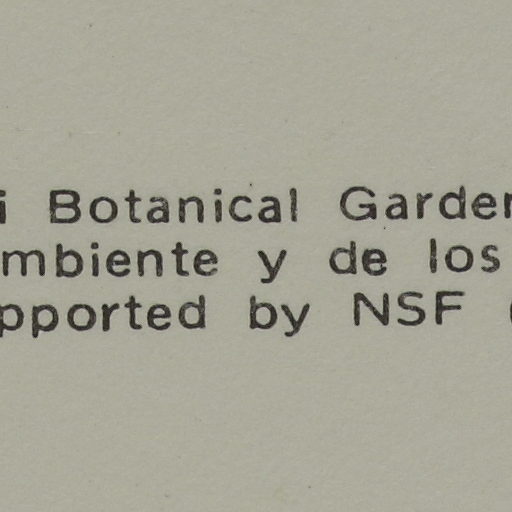 i Botanical Garden
mbiente y de los
pported by NSF